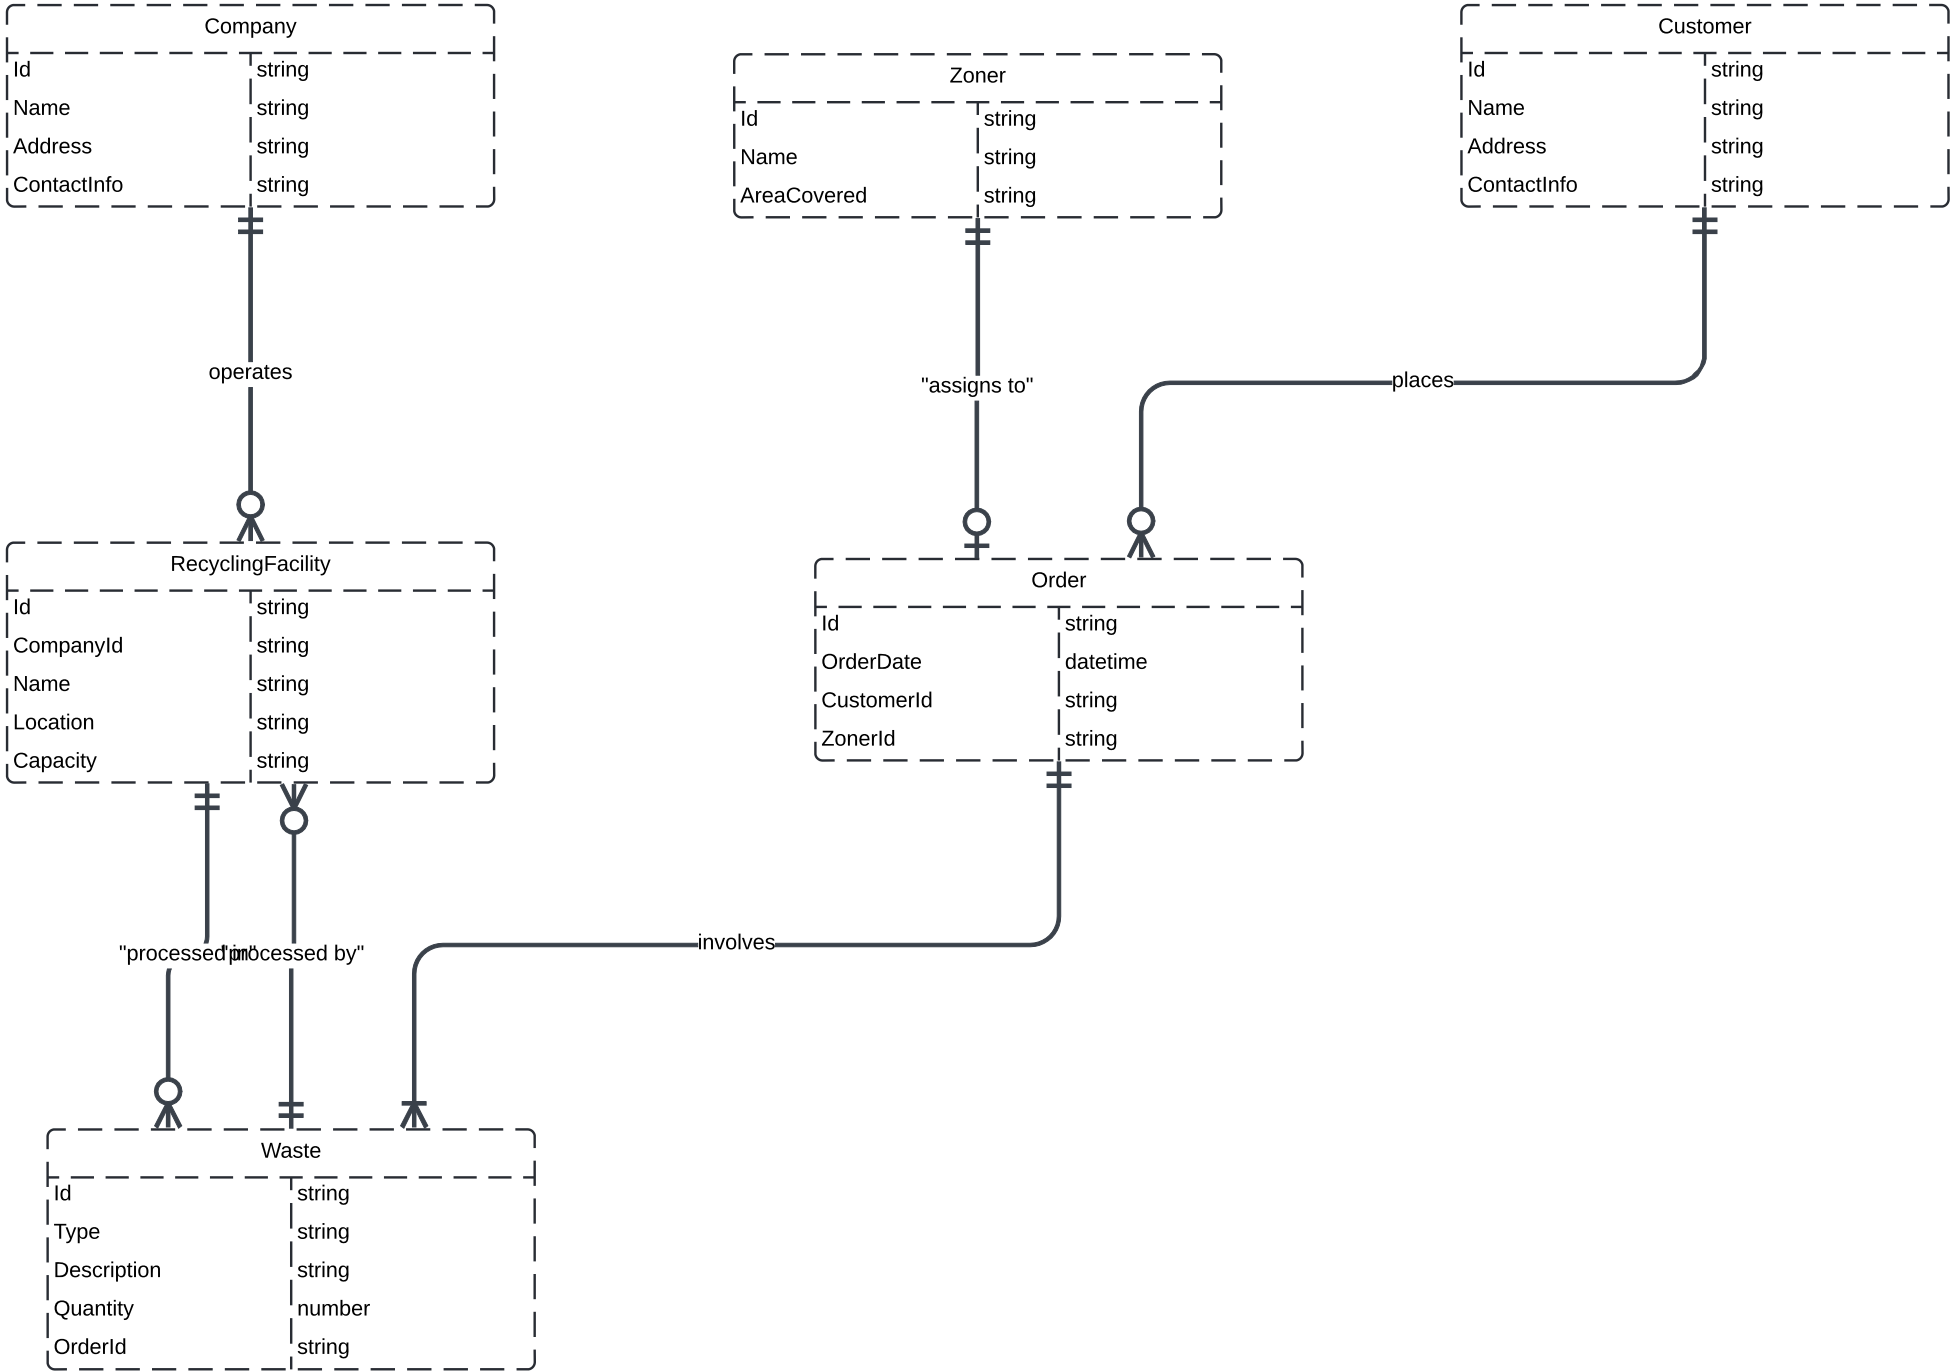 Company
Id string
Name string
Address string
ContactInfo string
Zoner
Id string
Name string
AreaCovered string
Customer
Id string
Name string
Address string
ContactInfo string
operates
"assigns to"
places
RecyclingFacility
Id string
CompanyId string
Name string
Location string
Capacity string
Order
Id string
OrderDate datetime
CustomerId string
ZonerId string
"processed in"
"processed by"
involves
Waste
Id string
Type string
Description string
Quantity number
OrderId string